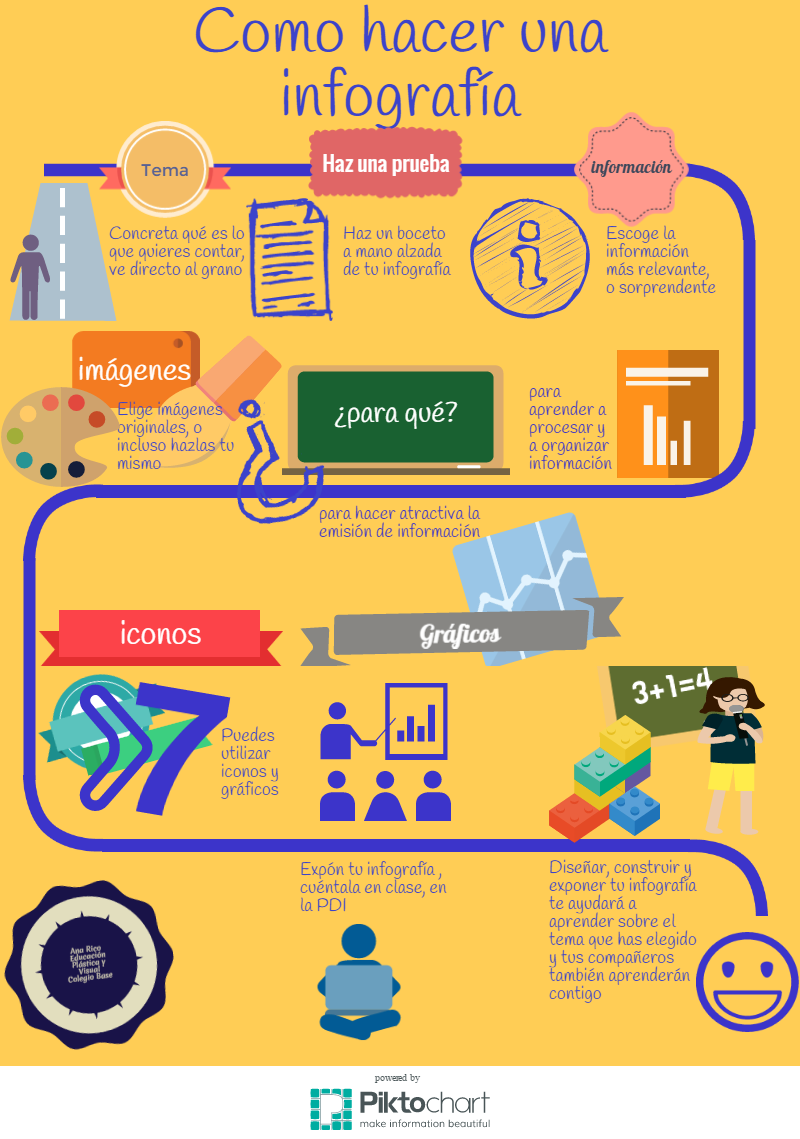 Como hacer una
infografía
Tema
Haz una prueba
información
Concreta qué es lo
que quieres contar,
ve directo al grano
Haz un boceto
a mano alzada
de tu infografía
Escoge la
información
más relevante,
o sorprendente
imágenes
Elige imágenes
originales, o
incluso hazlas tu
mismo
¿para qué?
para
aprender a
procesar y
a organizar
información
para hacer atractiva la
emisión de información
iconos
Gráficos
3+1=4
Puedes
utilizar
iconos y
gráficos
Expón tu infografía ,
cuéntala en clase, en
la PDI
Diseñar, construir y
exponer tu infografía
te ayudará a
aprender sobre el
tema que has elegido
y tus compañeros
también aprenderán
contigo
Ana Rico
Educación
Plástica y
Visual
Colegio Base
powered by
Piktochart
make information beautiful